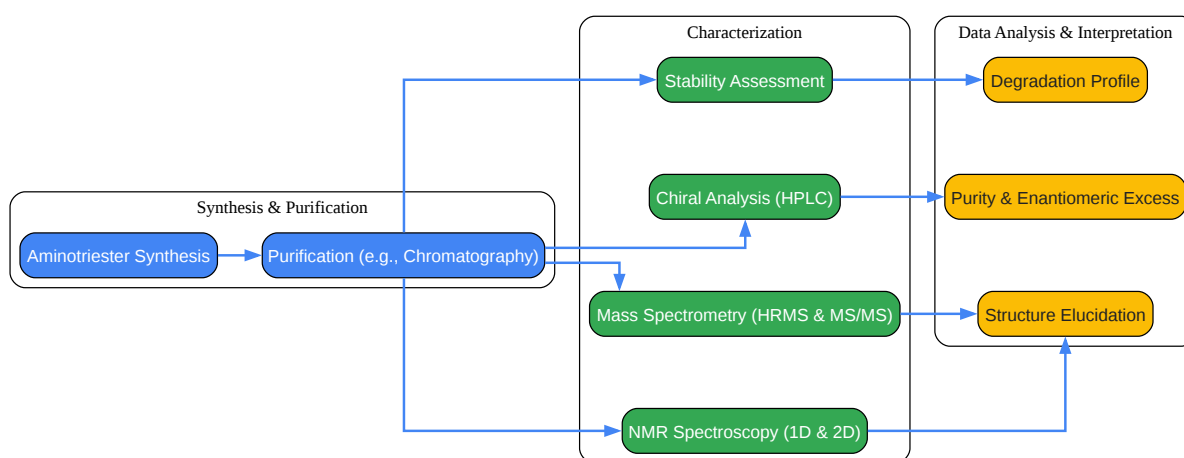 Synthesis & Purification
Aminotriester Synthesis
Purification (e.g., Chromatography)
Characterization
Stability Assessment
Chiral Analysis (HPLC)
Mass Spectrometry (HRMS & MS/MS)
NMR Spectroscopy (1D & 2D)
Data Analysis & Interpretation
Degradation Profile
Purity & Enantiomeric Excess
Structure Elucidation